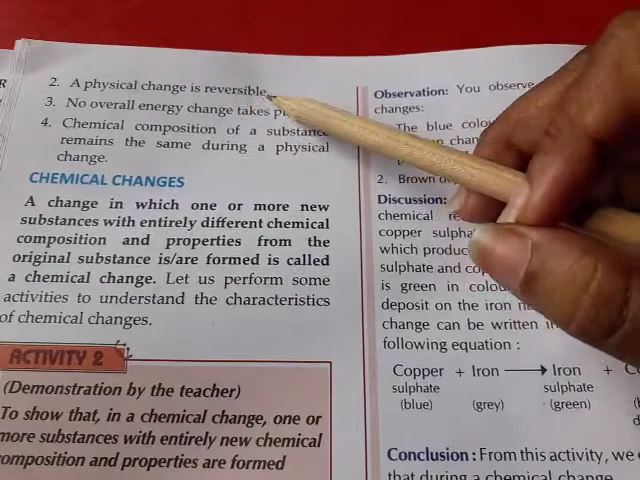 2. A physical change is reversible.
3. No overall energy change takes
4. Chemical composition of a substance
remains the same during a physical
change.
CHEMICAL CHANGES
A change in which one or more new
substances with entirely different chemical
composition and properties from the
original substance is/are formed is called
a chemical change. Let us perform some
activities to understand the characteristics
of chemical changes.
ACTIVITY 2
(Demonstration by the teacher)
To show that, in a chemical change, one or
more substances with entirely new chemical
composition and properties are formed
Observation: You observe
changes:
The blue colou
2. Brown
Discussion:
chemical
copper sulpha
which produc
sulphate and
is green in colou
deposit on the iron
change can be written
following equation :
Copper + Iron ⟶ Iron +
sulphate sulphate
(blue) (grey) (green)
Conclusion: From this activity, we
that during a chemical change